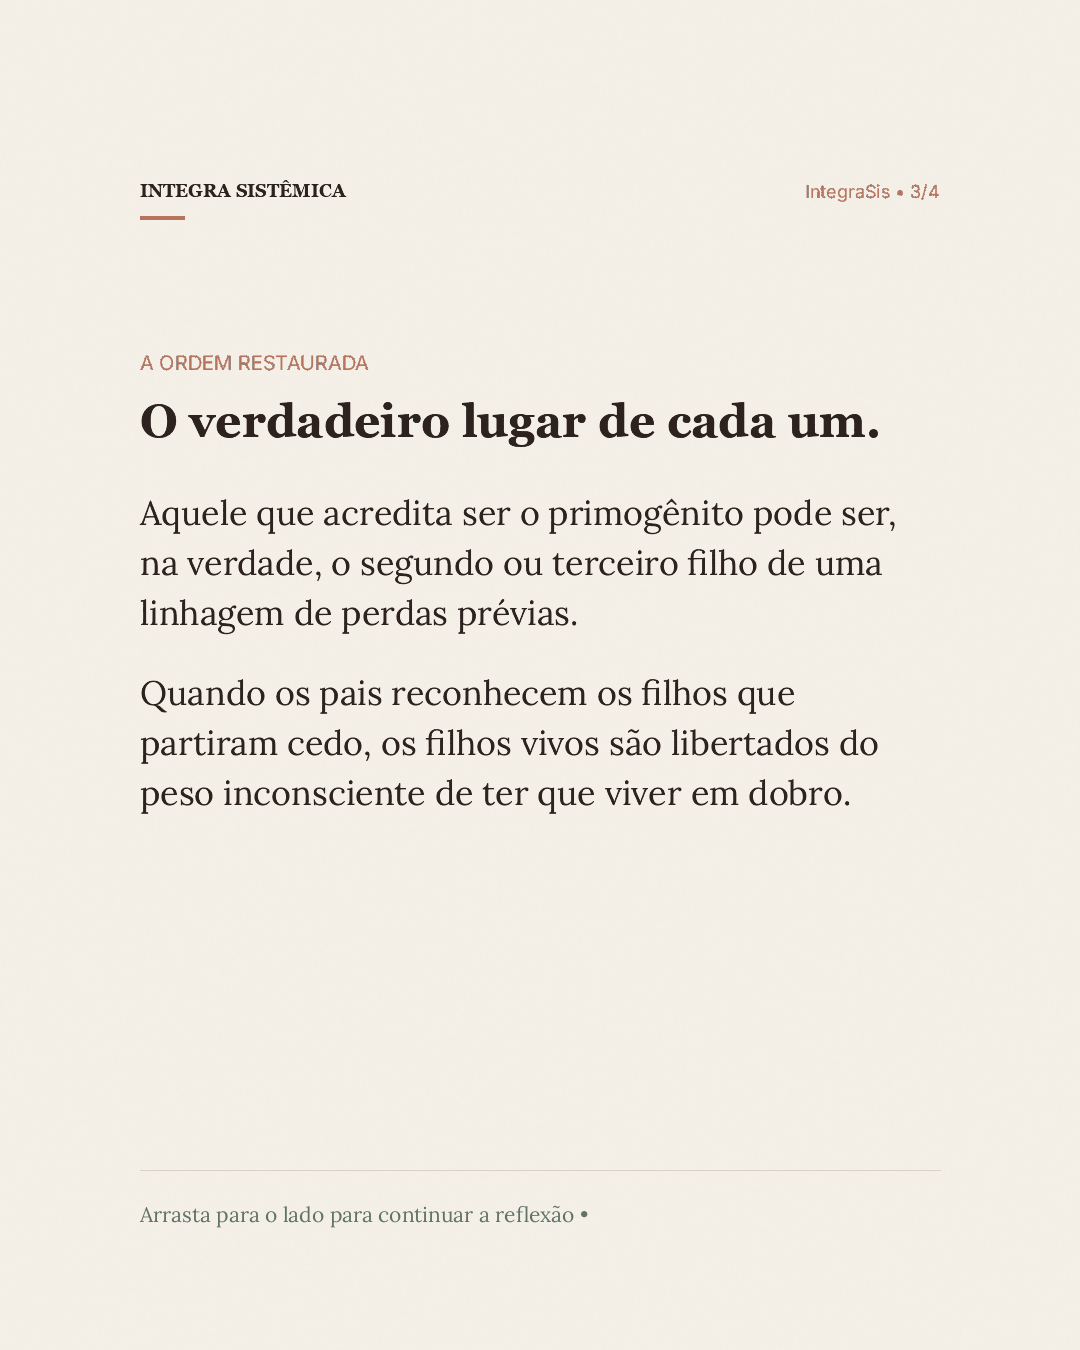 INTEGRA SISTÊMICA
IntegraSis • 3/4
A ORDEM RESTAURADA
O verdadeiro lugar de cada um.
Aquele que acredita ser o primogênito pode ser,
na verdade, o segundo ou terceiro filho de uma
linhagem de perdas prévias.
Quando os pais reconhecem os filhos que
partiram cedo, os filhos vivos são libertados do
peso inconsciente de ter que viver em dobro.
Arrasta para o lado para continuar a reflexão •